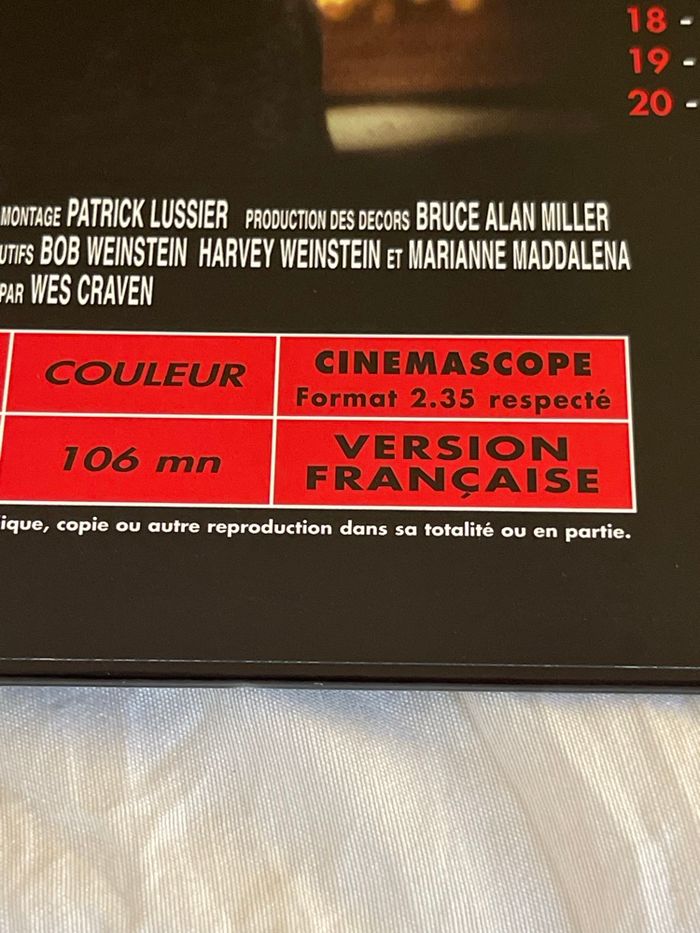 18 -
19 -
20 -
MONTAGE PATRICK LUSSIER PRODUCTION DES DECORS BRUCE ALAN MILLER
UTIFS BOB WEINSTEIN HARVEY WEINSTEIN ET MARIANNE MADDALENA
PAR WES CRAVEN
COULEUR
CINEMASCOPE
Format 2.35 respecté
106 mn
VERSION
FRANÇAISE
ique, copie ou autre reproduction dans sa totalité ou en partie.